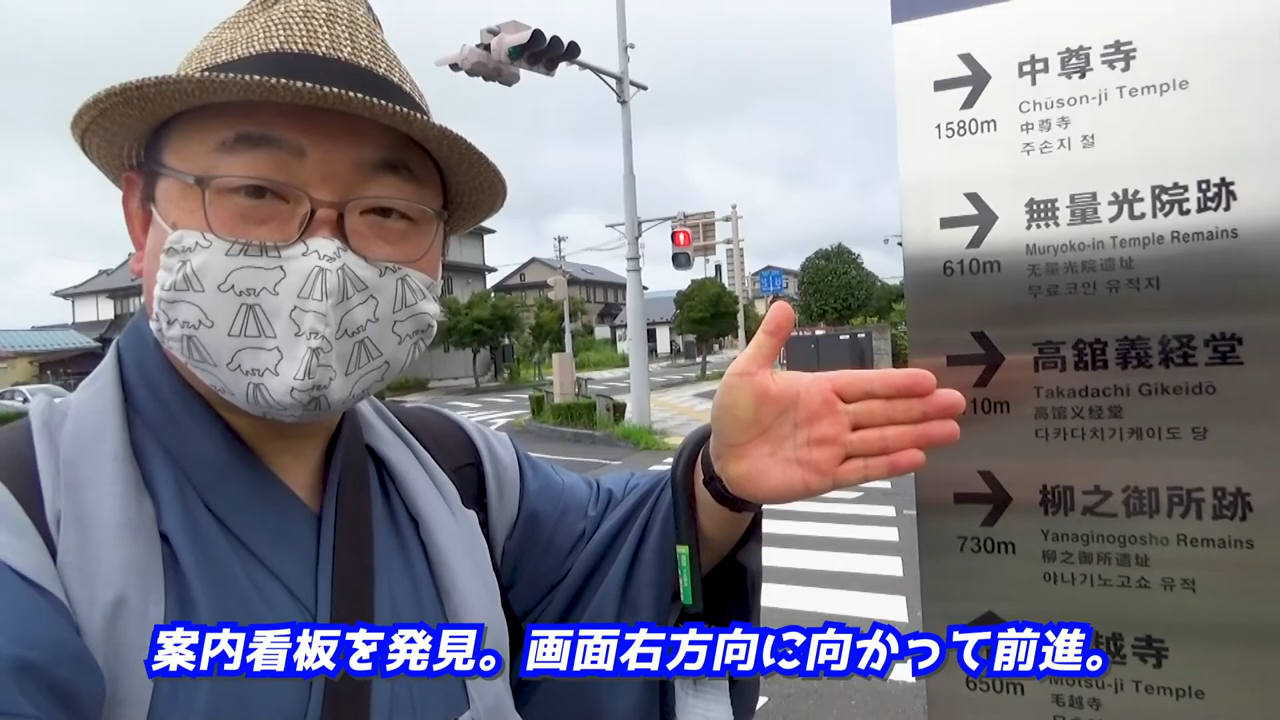 中尊寺
Chūson-ji Temple
1580m
中尊寺
주손지 절
無量光院跡
Muryoko-in Temple Remains
610m
无量光院遗址
무료코인 유적지
高舘義経堂
Takadachi Gikeidō
10m
高馆义经堂
다카다치기케이도 당
柳之御所跡
Yanaginogosho Remains
730m
柳之御所遗址
야나기노고쇼 유적
越寺
Mōtsu-ji Temple
650m
毛越寺
案内看板を発見。画面右方向に向かって前進。